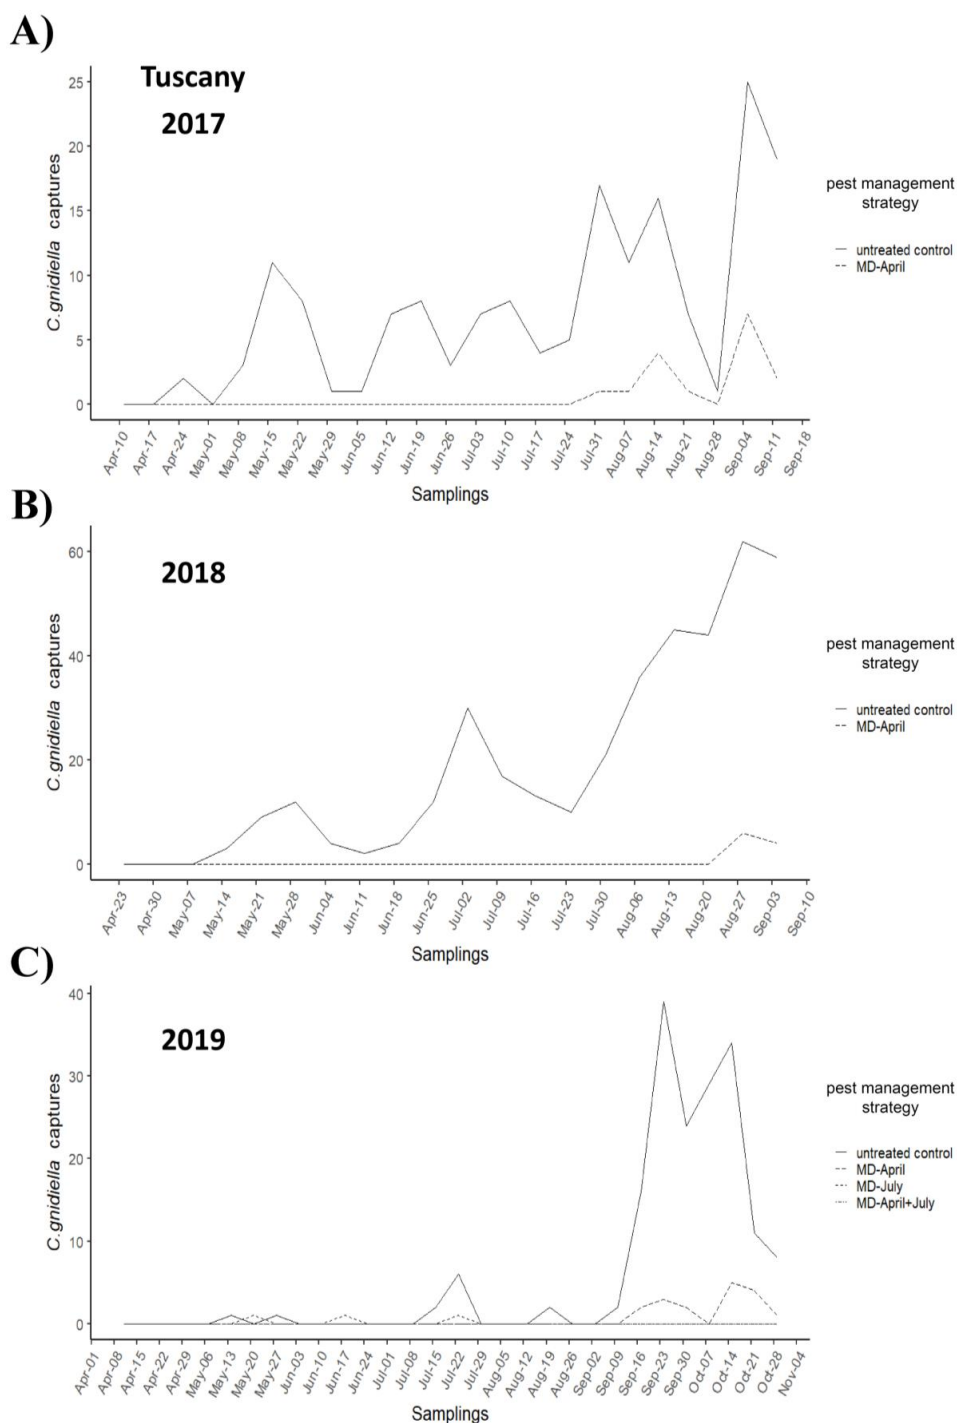 A)
Tuscany
2017
25
20
15
10
5
0
C.gnidiella captures
Apr-10
Apr-17
Apr-24
May-01
May-08
May-15
May-22
May-29
Jun-05
Jun-12
Jun-19
Jun-26
Jul-03
Jul-10
Jul-17
Jul-24
Jul-31
Aug-07
Aug-14
Aug-21
Aug-28
Sep-04
Sep-11
Sep-18
Samplings
pest management
strategy
untreated control
MD-April
B)
2018
60
40
20
0
C.gnidiella captures
Apr-23
Apr-30
May-07
May-14
May-21
May-28
Jun-04
Jun-11
Jun-18
Jun-25
Jul-02
Jul-09
Jul-16
Jul-23
Jul-30
Aug-06
Aug-13
Aug-20
Aug-27
Sep-03
Sep-10
Samplings
pest management
strategy
untreated control
MD-April
C)
2019
40
30
20
10
0
C.gnidiella captures
Apr-01
Apr-08
Apr-15
Apr-22
Apr-29
May-06
May-13
May-20
May-27
Jun-03
Jun-10
Jun-17
Jun-24
Jul-01
Jul-08
Jul-15
Jul-22
Jul-29
Aug-05
Aug-12
Aug-19
Aug-26
Sep-02
Sep-09
Sep-16
Sep-23
Sep-30
Oct-07
Oct-14
Oct-21
Oct-28
Nov-04
Samplings
pest management
strategy
untreated control
MD-April
MD-July
MD-April+July